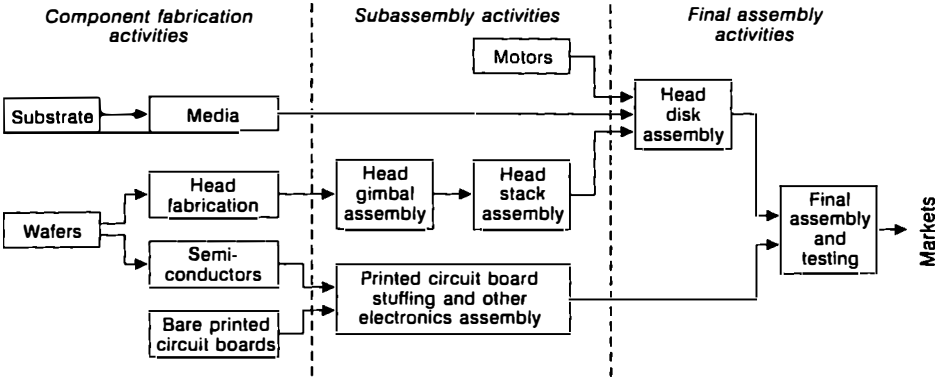 Component fabrication
activities
Subassembly activities
Final assembly
activities
Motors
Substrate
Media
Head
disk
assembly
Head
fabrication
Head
gimbal
assembly
Head
stack
assembly
Wafers
Semi-
conductors
Bare printed
circuit boards
Printed circuit board
stuffing and other
electronics assembly
Final
assembly
and
testing
Markets